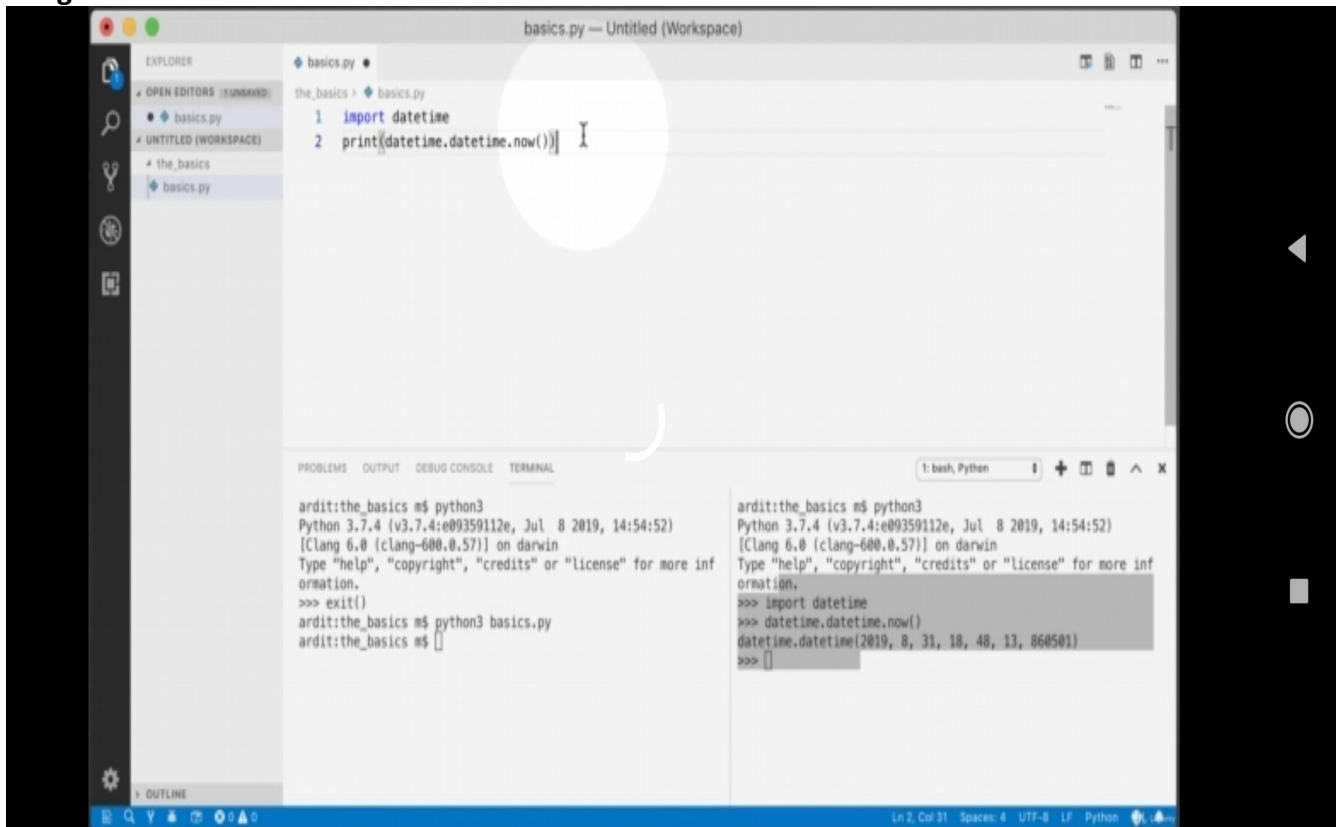 basics.py — Untitled (Workspace)
EXPLORER
OPEN EDITORS 1 UNSAVED
basics.py
UNTITLED (WORKSPACE)
the_basics
basics.py
OUTLINE
basics.py
the_basics > basics.py
1 import datetime
2 print(datetime.datetime.now())
PROBLEMS OUTPUT DEBUG CONSOLE TERMINAL
1: bash, Python
ardit:the_basics m$ python3
Python 3.7.4 (v3.7.4:e09359112e, Jul 8 2019, 14:54:52)
[Clang 6.0 (clang-600.0.57)] on darwin
Type "help", "copyright", "credits" or "license" for more inf
ormation.
>>> exit()
ardit:the_basics m$ python3 basics.py
ardit:the_basics m$
ardit:the_basics m$ python3
Python 3.7.4 (v3.7.4:e09359112e, Jul 8 2019, 14:54:52)
[Clang 6.0 (clang-600.0.57)] on darwin
Type "help", "copyright", "credits" or "license" for more inf
ormation.
>>> import datetime
>>> datetime.datetime.now()
datetime.datetime(2019, 8, 31, 18, 48, 13, 860501)
>>>
0 0
Ln 2, Col 31 Spaces: 4 UTF-8 LF Python